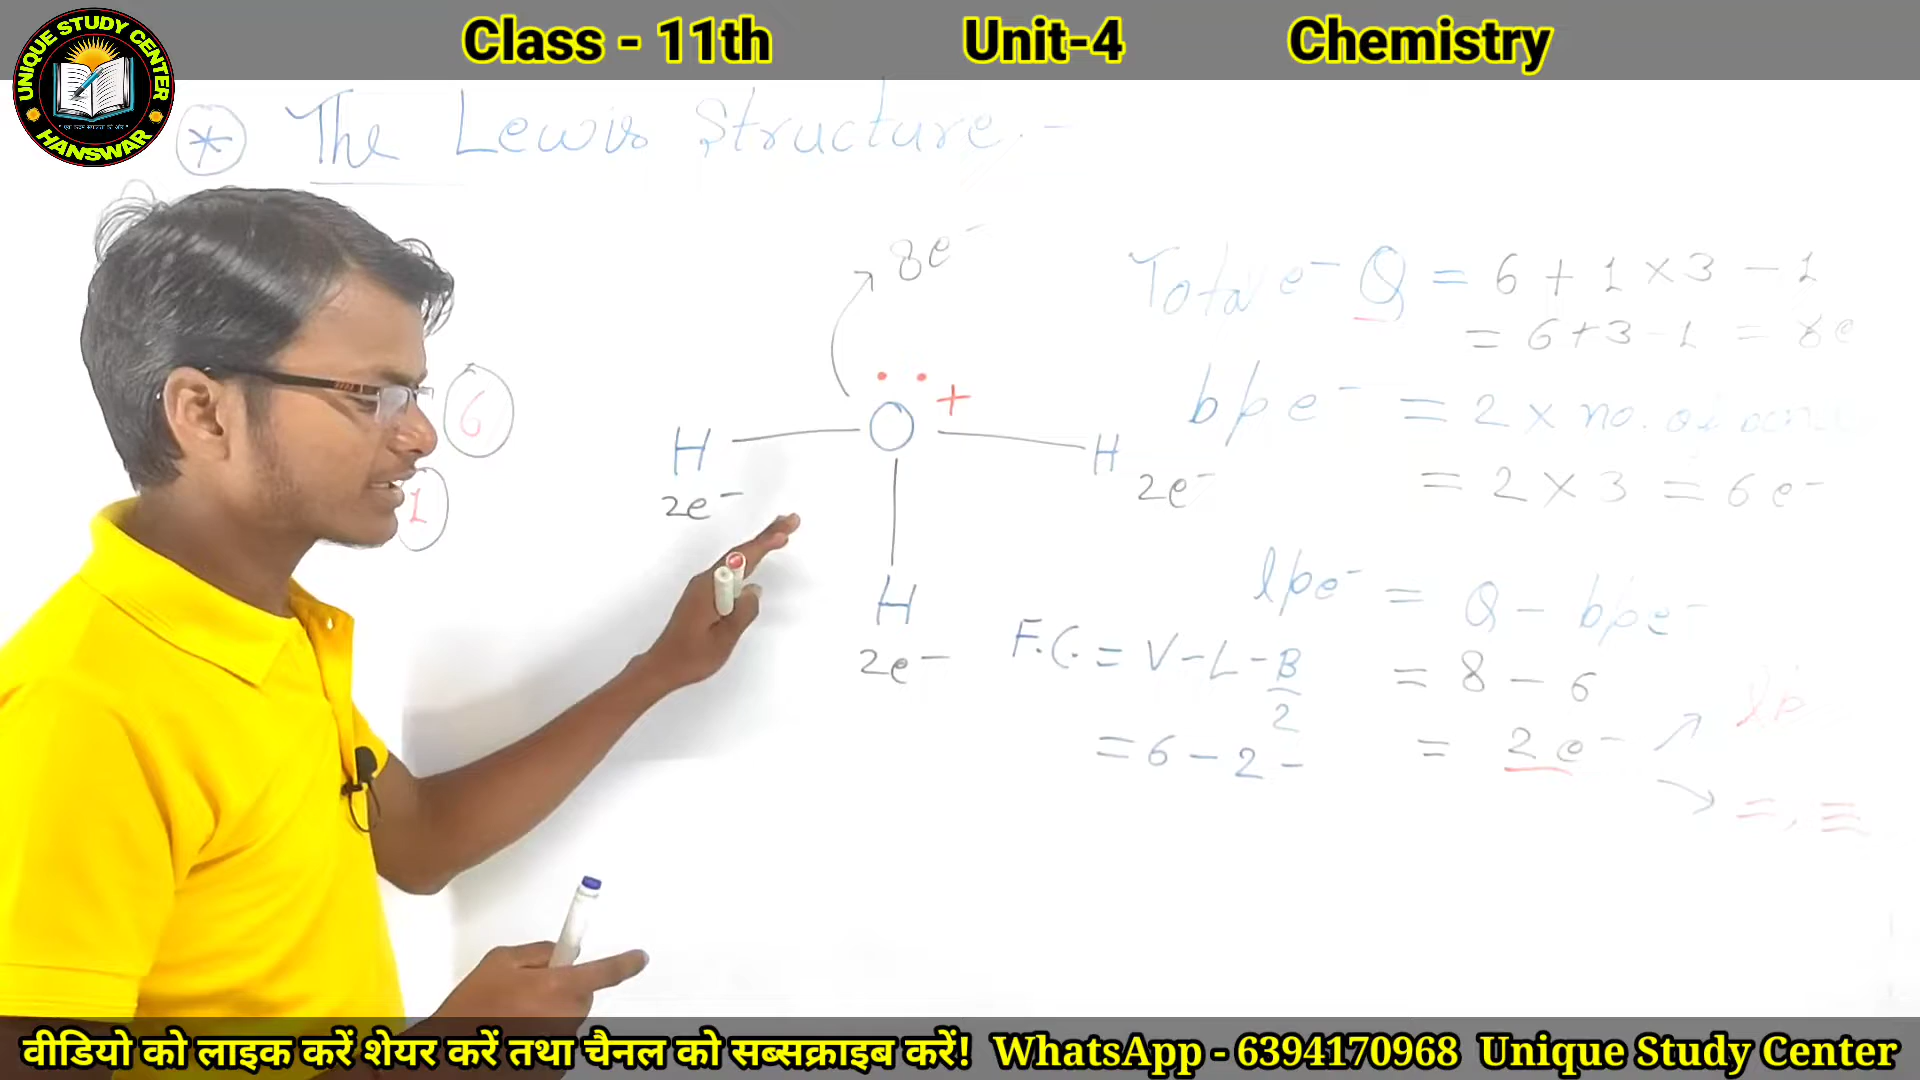 Class - 11th Unit-4 Chemistry
UNIQUE STUDY CENTER
HANSWAR
* The Lewis Structure :-
8e⁻
Total e⁻ Q = 6 + 1 × 3 - 1
= 6 + 3 - 1 = 8e
6
O +
H H
H
2e⁻ 2e⁻
2e⁻
1
bpe⁻ = 2 × no. of
= 2 × 3 = 6e⁻
lpe⁻ = Q - bpe⁻
= 8 - 6
= 2e⁻
lp
=, ≡
F.C. = V - L - B/2
= 6 - 2 -
वीडियो को लाइक करें शेयर करें तथा चैनल को सब्सक्राइब करें! WhatsApp - 6394170968 Unique Study Center